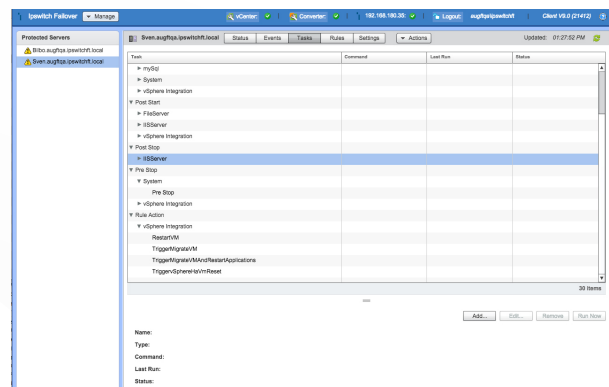 Ipswitch Failover Manage vCenter: Converter: 192.168.180.35: Logout: augftqa\ipswitchft Client V9.0 (21412)
Protected Servers
Bilbo.augftqa.ipswitchft.local
Sven.augftqa.ipswitchft.local
Sven.augftqa.ipswitchft.local Status Events Tasks Rules Settings Actions Updated: 01:27:52 PM
Task Command Last Run Status
mySql
System
vSphere Integration
Post Start
FileServer
IISServer
vSphere Integration
Post Stop
IISServer
Pre Stop
System
Pre Stop
vSphere Integration
Rule Action
vSphere Integration
RestartVM
TriggerMigrateVM
TriggerMigrateVMAndRestartApplications
TriggervSphereHaVmReset
30 items
Add... Edit... Remove Run Now
Name:
Type:
Command:
Last Run:
Status: